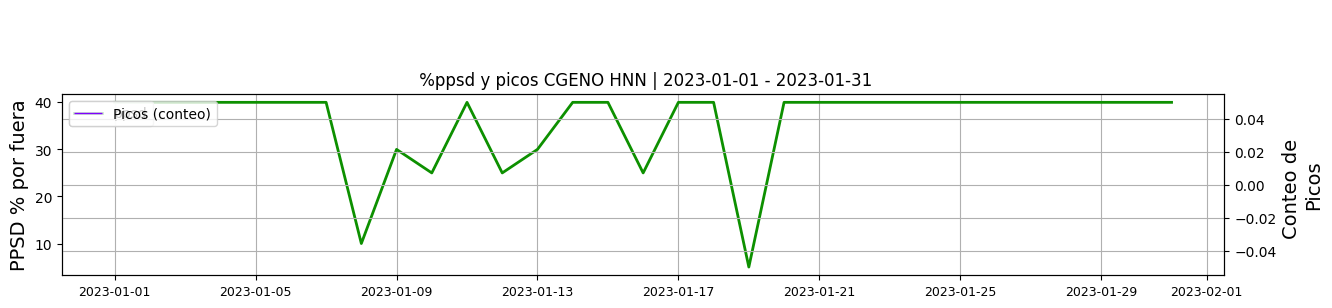 %ppsd y picos CGENO HNN | 2023-01-01 - 2023-01-31
PPSD % por fuera
40
30
20
10
Picos (conteo)
0.04
0.02
0.00
−0.02
−0.04
Conteo de
Picos
2023-01-01 2023-01-05 2023-01-09 2023-01-13 2023-01-17 2023-01-21 2023-01-25 2023-01-29 2023-02-01